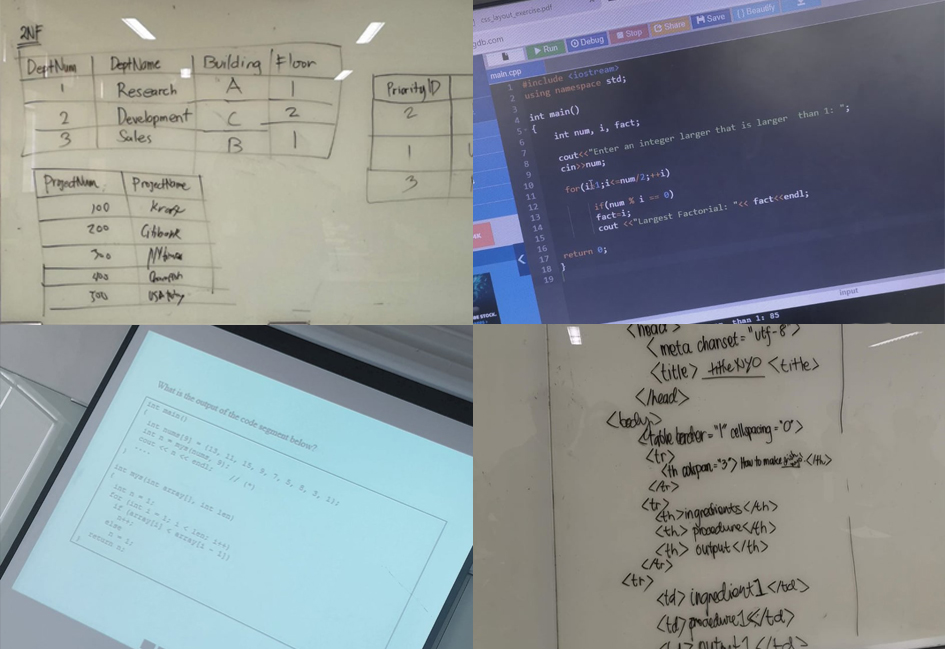 2NF
DeptNum DeptName Building Floor
1 Research A 1
2 Development C 2
3 Sales B 1
PriorityID
2
1
3
ProjectNum ProjectName
100
200
300
400
500
css_layout_exercise.pdf
gdb.com
Run Debug Stop Share Save { } Beautify
main.cpp
1 #include <iostream>
2 using namespace std;
3
4 int main()
5 {
6 int num, i, fact;
7
8 cout<<"Enter an integer larger that is larger than 1: ";
9 cin>>num;
10
11 for(i=1;i<=num/2;++i)
12 if(num % i == 0)
13 fact=i;
14 cout <<"Largest Factorial: "<< fact<<endl;
15
16 return 0;
17
18 }
19
E STOCK.
input
than 1: 85
What is the output of the code segment below?
int main()
{
int nums[9] = {13, 11, 15, 9, 7, 5, 8, 3, 1};
int n = mys(nums, 9);
cout << n << endl; // (*)
} ....
int mys(int array[], int len)
{
int n = 1;
for (int i = 1; i < len; i++)
if (array[i] < array[i - 1])
n++;
else
n = 1;
return n;
}
<head>
<meta charset="utf-8">
<title> <title>
</head>
<body>
<table border="1" cellspacing="0">
<tr>
<th colspan="3"> How to make </th>
</tr>
<tr>
<th>ingredients</th>
<th> procedure</th>
<th> output</th>
</tr>
<tr>
<td> ingredient1</td>
<td>procedure1</td>
<td>output1</td>